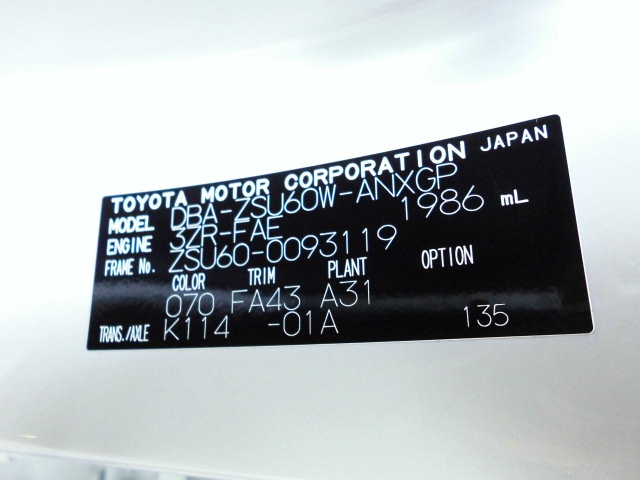 TOYOTA MOTOR CORPORATION JAPAN
MODEL DBA-ZSU60W-ANXGP
ENGINE 3ZR-FAE 1986 mL
FRAME No. ZSU60-0093119
COLOR TRIM PLANT OPTION
070 FA43 A31
TRANS./AXLE K114 -01A 135